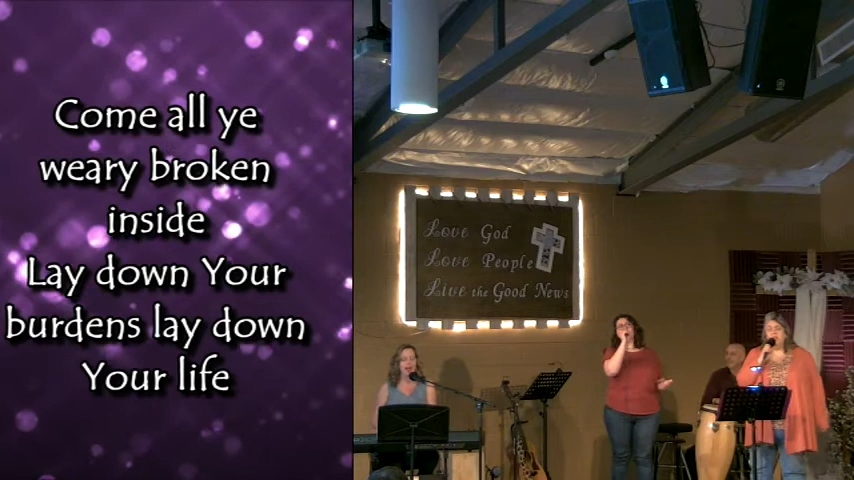 Come all ye
weary broken
inside
Lay down Your
burdens lay down
Your life
Love God
Love People
Live the Good News